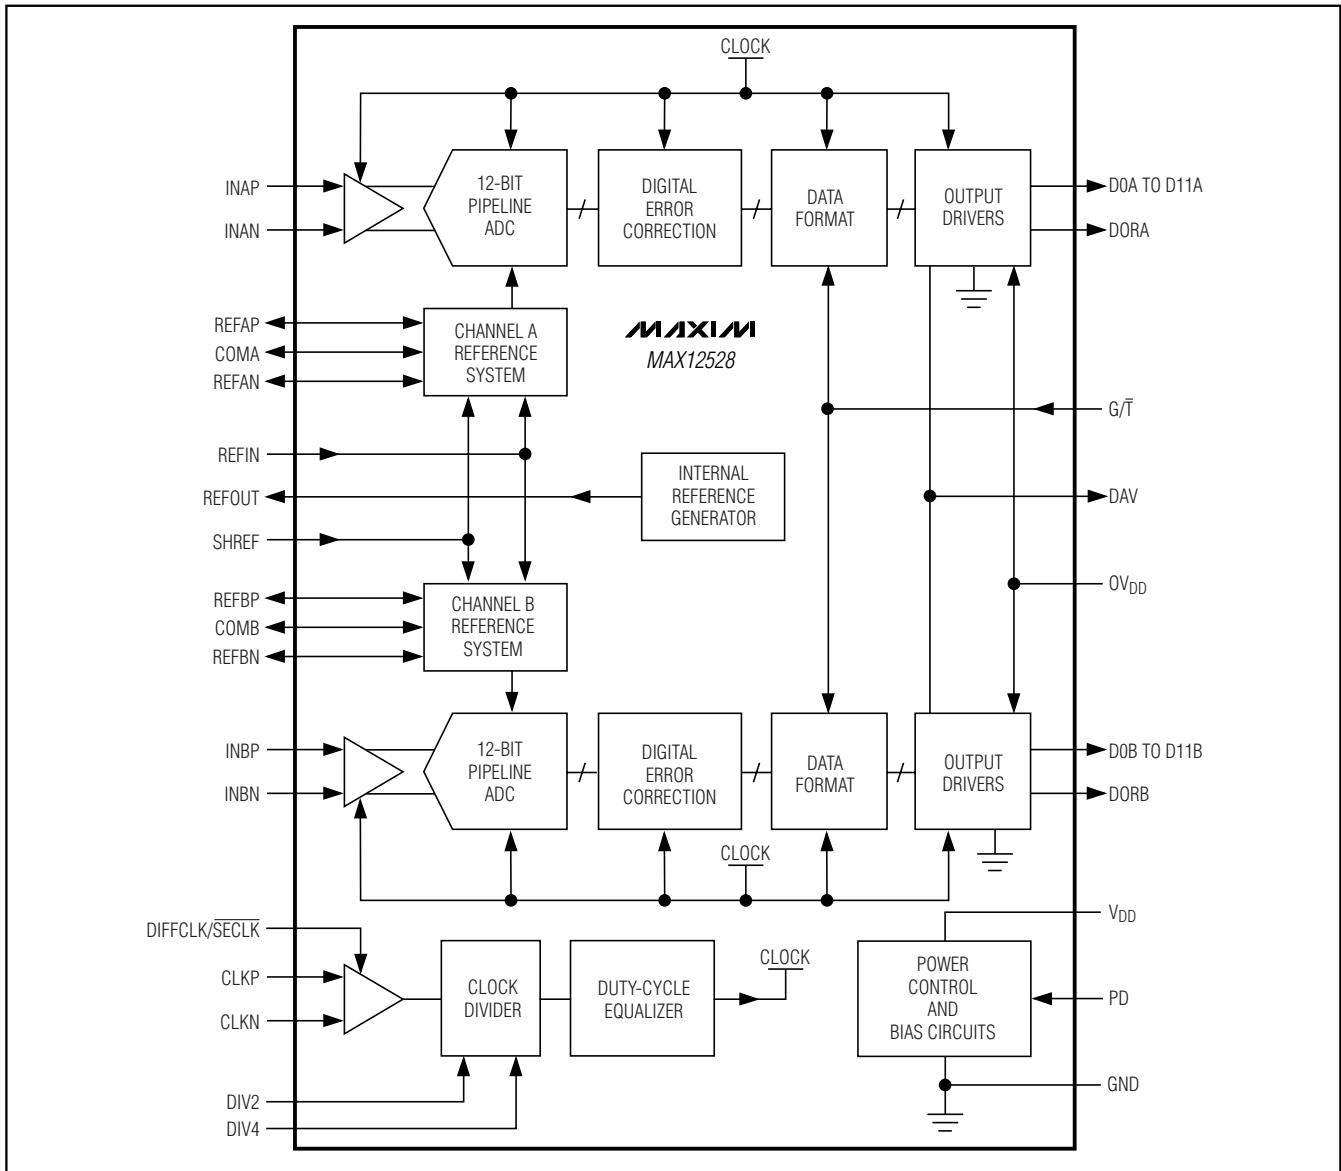 CLOCK
INAP
INAN
12-BIT
PIPELINE
ADC
DIGITAL
ERROR
CORRECTION
DATA
FORMAT
OUTPUT
DRIVERS
D0A TO D11A
DORA
REFAP
COMA
REFAN
CHANNEL A
REFERENCE
SYSTEM
MAXIM
MAX12528
G/T̅
REFIN
REFOUT
SHREF
INTERNAL
REFERENCE
GENERATOR
DAV
OVDD
REFBP
COMB
REFBN
CHANNEL B
REFERENCE
SYSTEM
INBP
INBN
12-BIT
PIPELINE
ADC
DIGITAL
ERROR
CORRECTION
DATA
FORMAT
OUTPUT
DRIVERS
D0B TO D11B
DORB
CLOCK
DIFFCLK/S̅E̅C̅L̅K̅
CLKP
CLKN
CLOCK
DIVIDER
DUTY-CYCLE
EQUALIZER
CLOCK
DIV2
DIV4
VDD
POWER
CONTROL
AND
BIAS CIRCUITS
PD
GND